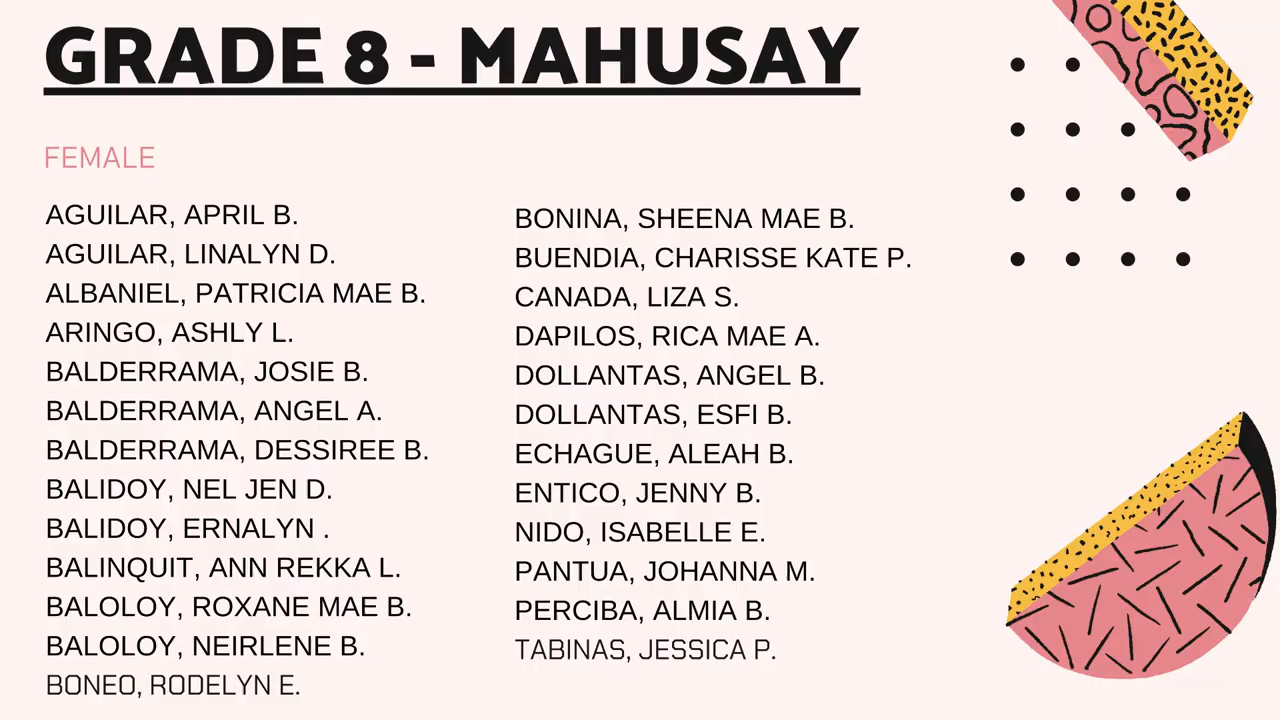 GRADE 8 - MAHUSAY
FEMALE
AGUILAR, APRIL B.
AGUILAR, LINALYN D.
ALBANIEL, PATRICIA MAE B.
ARINGO, ASHLY L.
BALDERRAMA, JOSIE B.
BALDERRAMA, ANGEL A.
BALDERRAMA, DESSIREE B.
BALIDOY, NEL JEN D.
BALIDOY, ERNALYN .
BALINQUIT, ANN REKKA L.
BALOLOY, ROXANE MAE B.
BALOLOY, NEIRLENE B.
BONEO, RODELYN E.
BONINA, SHEENA MAE B.
BUENDIA, CHARISSE KATE P.
CANADA, LIZA S.
DAPILOS, RICA MAE A.
DOLLANTAS, ANGEL B.
DOLLANTAS, ESFI B.
ECHAGUE, ALEAH B.
ENTICO, JENNY B.
NIDO, ISABELLE E.
PANTUA, JOHANNA M.
PERCIBA, ALMIA B.
TABINAS, JESSICA P.